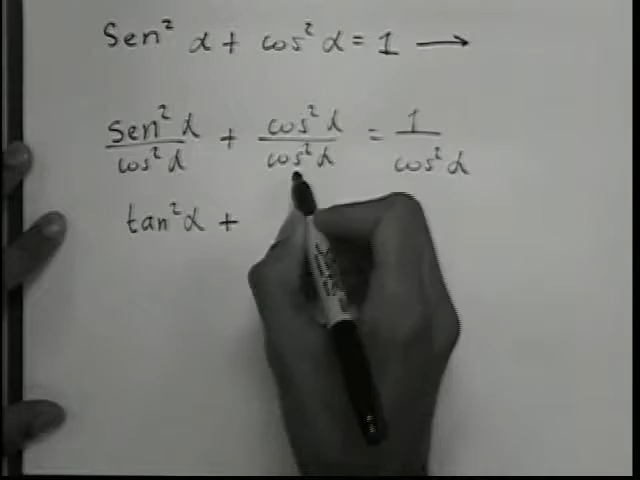 Sen² α + cos² α = 1 →
Sen² α / cos² α + cos² α / cos² α = 1 / cos² α
tan² α +